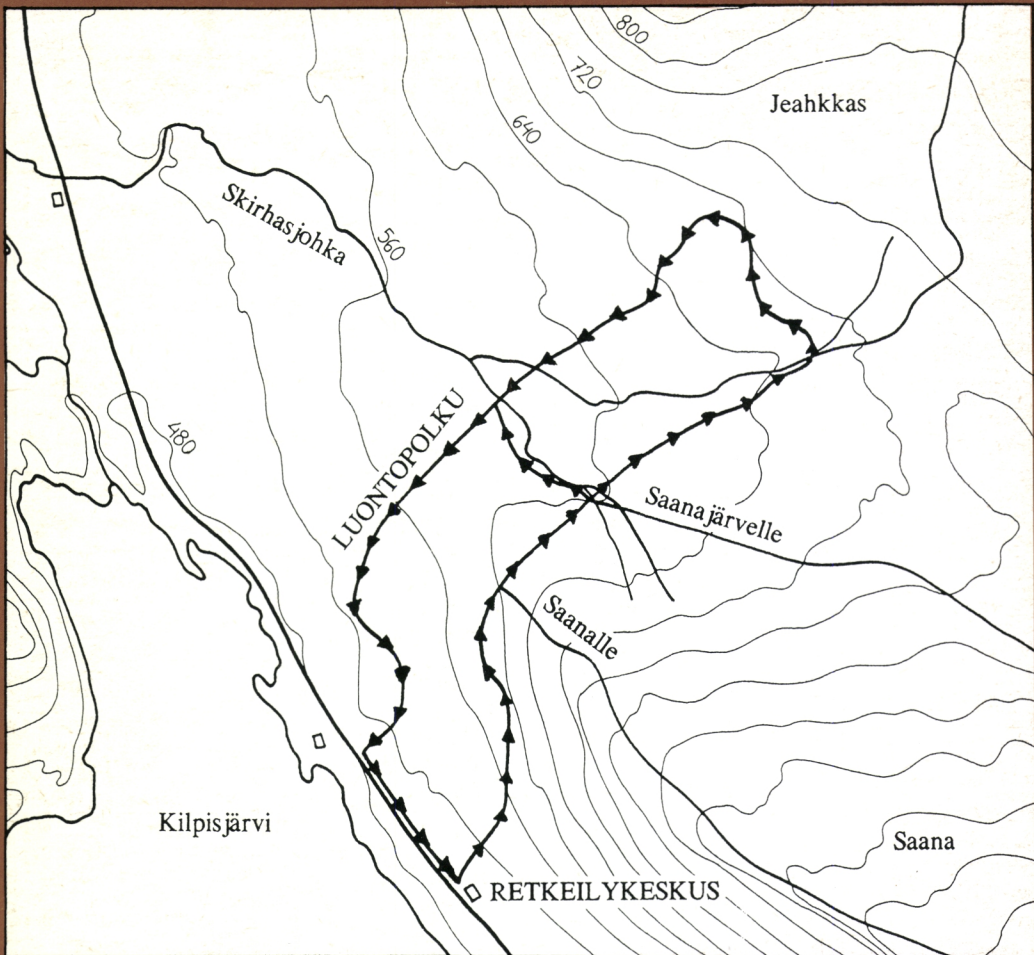 800
720
Jeahkkas
640
Skirhasjohka
560
480
LUONTOPOLKU
Saanajärvelle
Saanalle
Kilpisjärvi
Saana
RETKEILYKESKUS